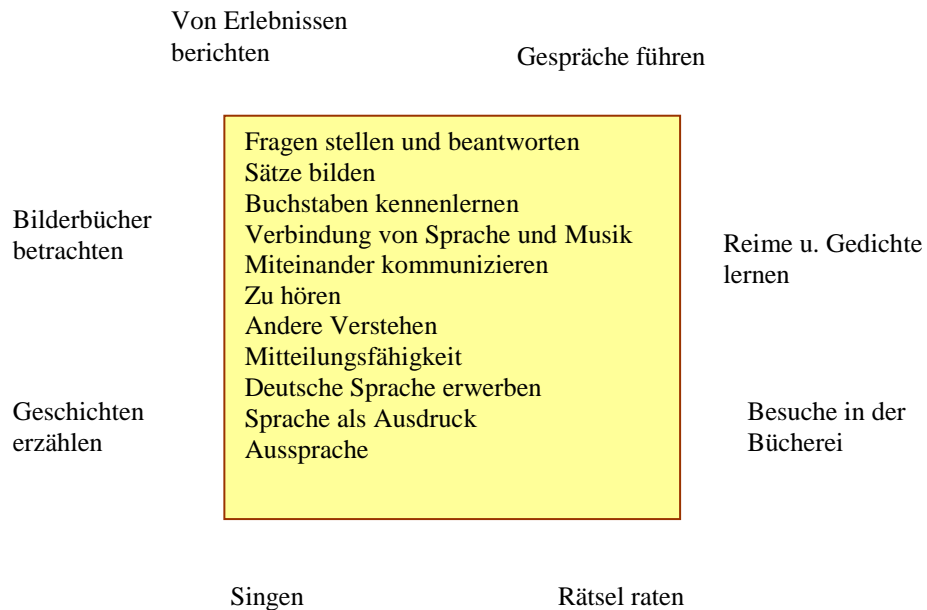 Von Erlebnissen
berichten
Gespräche führen
Fragen stellen und beantworten
Sätze bilden
Buchstaben kennenlernen
Verbindung von Sprache und Musik
Miteinander kommunizieren
Zu hören
Andere Verstehen
Mitteilungsfähigkeit
Deutsche Sprache erwerben
Sprache als Ausdruck
Aussprache
Bilderbücher
betrachten
Reime u. Gedichte
lernen
Geschichten
erzählen
Besuche in der
Bücherei
Singen
Rätsel raten